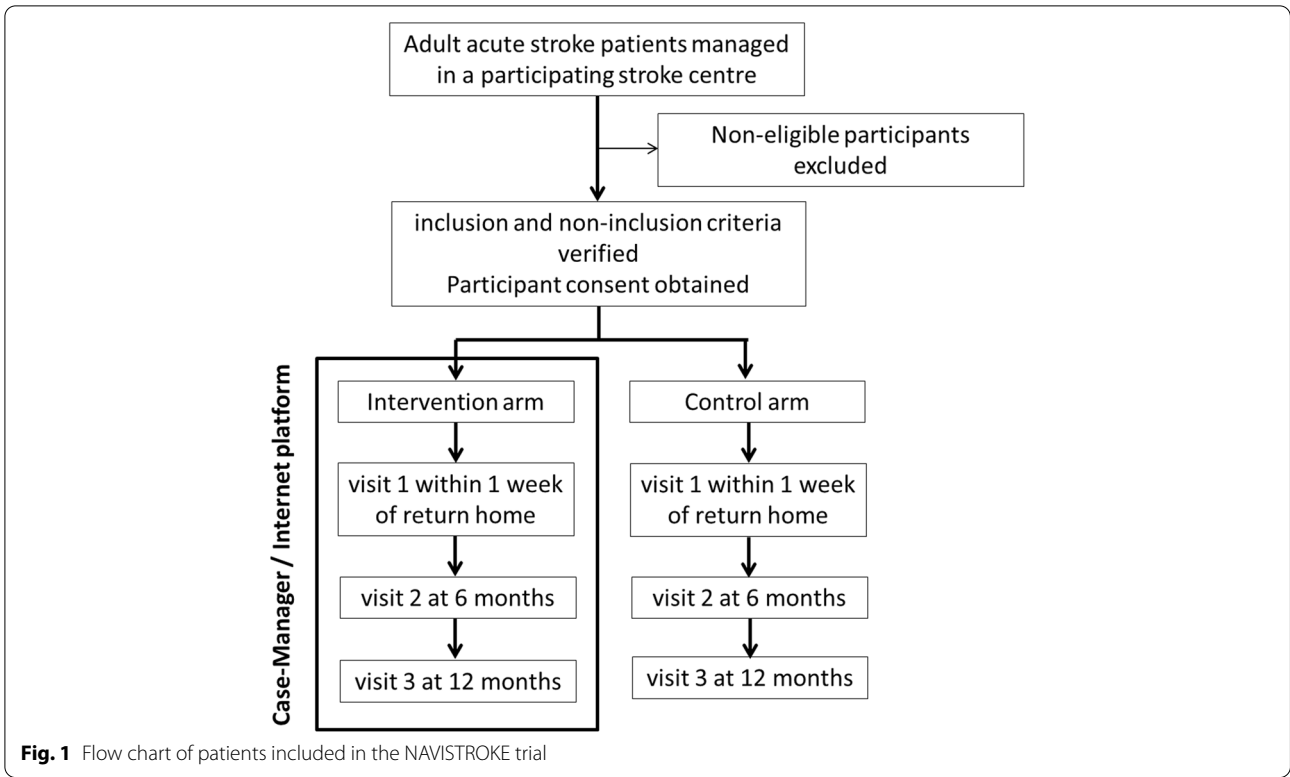 Adult acute stroke patients managed
in a participating stroke centre
Non-eligible participants
excluded
inclusion and non-inclusion criteria
verified
Participant consent obtained
Case-Manager / Internet platform
Intervention arm
visit 1 within 1 week
of return home
visit 2 at 6 months
visit 3 at 12 months
Control arm
visit 1 within 1 week
of return home
visit 2 at 6 months
visit 3 at 12 months
Fig. 1 Flow chart of patients included in the NAVISTROKE trial